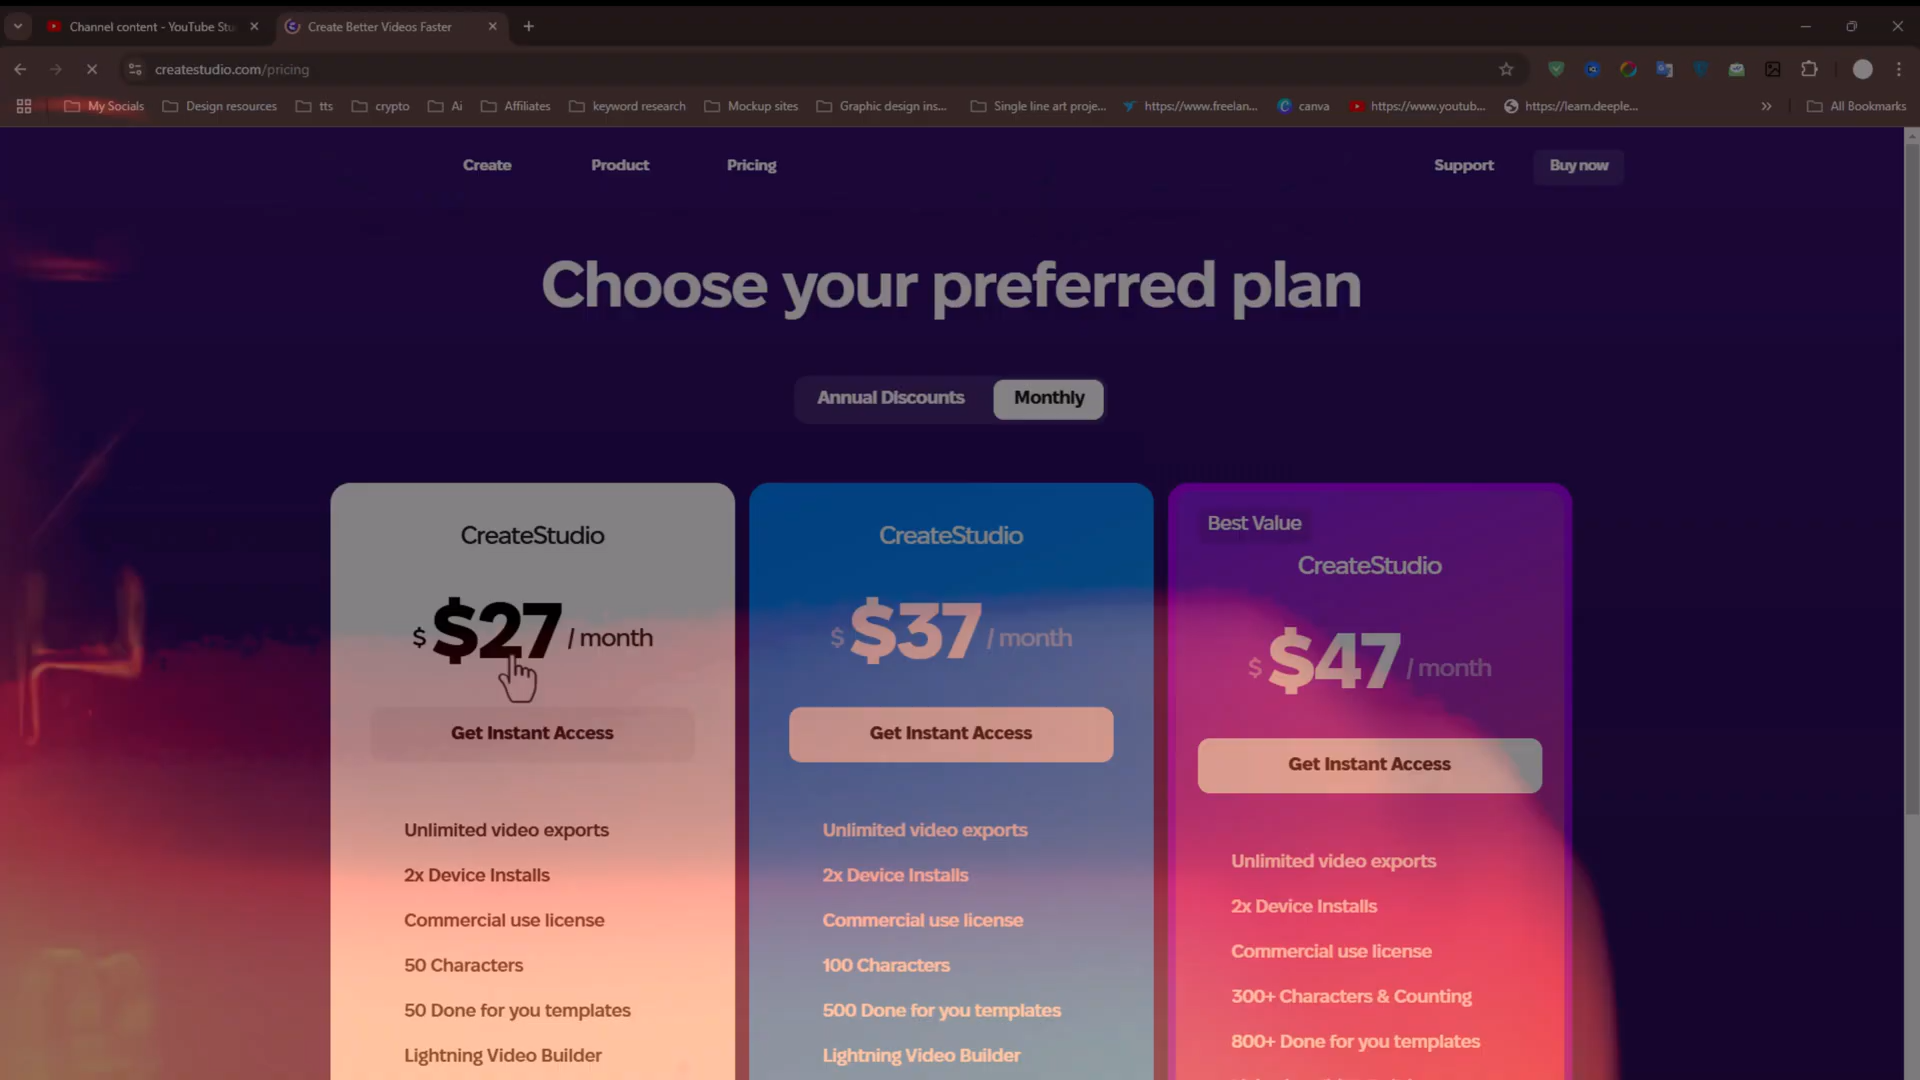 Channel content - YouTube Stu
Create Better Videos Faster
createstudio.com/pricing
My Socials
Design resources
tts
crypto
Ai
Affiliates
keyword research
Mockup sites
Graphic design ins...
Single line art proje...
https://www.freelan...
canva
https://www.youtub...
https://learn.deeple...
All Bookmarks
Create
Product
Pricing
Support
Buy now
Choose your preferred plan
Annual Discounts
Monthly
CreateStudio
$ $27 / month
Get Instant Access
Unlimited video exports
2x Device Installs
Commercial use license
50 Characters
50 Done for you templates
Lightning Video Builder
CreateStudio
$ $37 / month
Get Instant Access
Unlimited video exports
2x Device Installs
Commercial use license
100 Characters
500 Done for you templates
Lightning Video Builder
Best Value
CreateStudio
$ $47 / month
Get Instant Access
Unlimited video exports
2x Device Installs
Commercial use license
300+ Characters & Counting
800+ Done for you templates